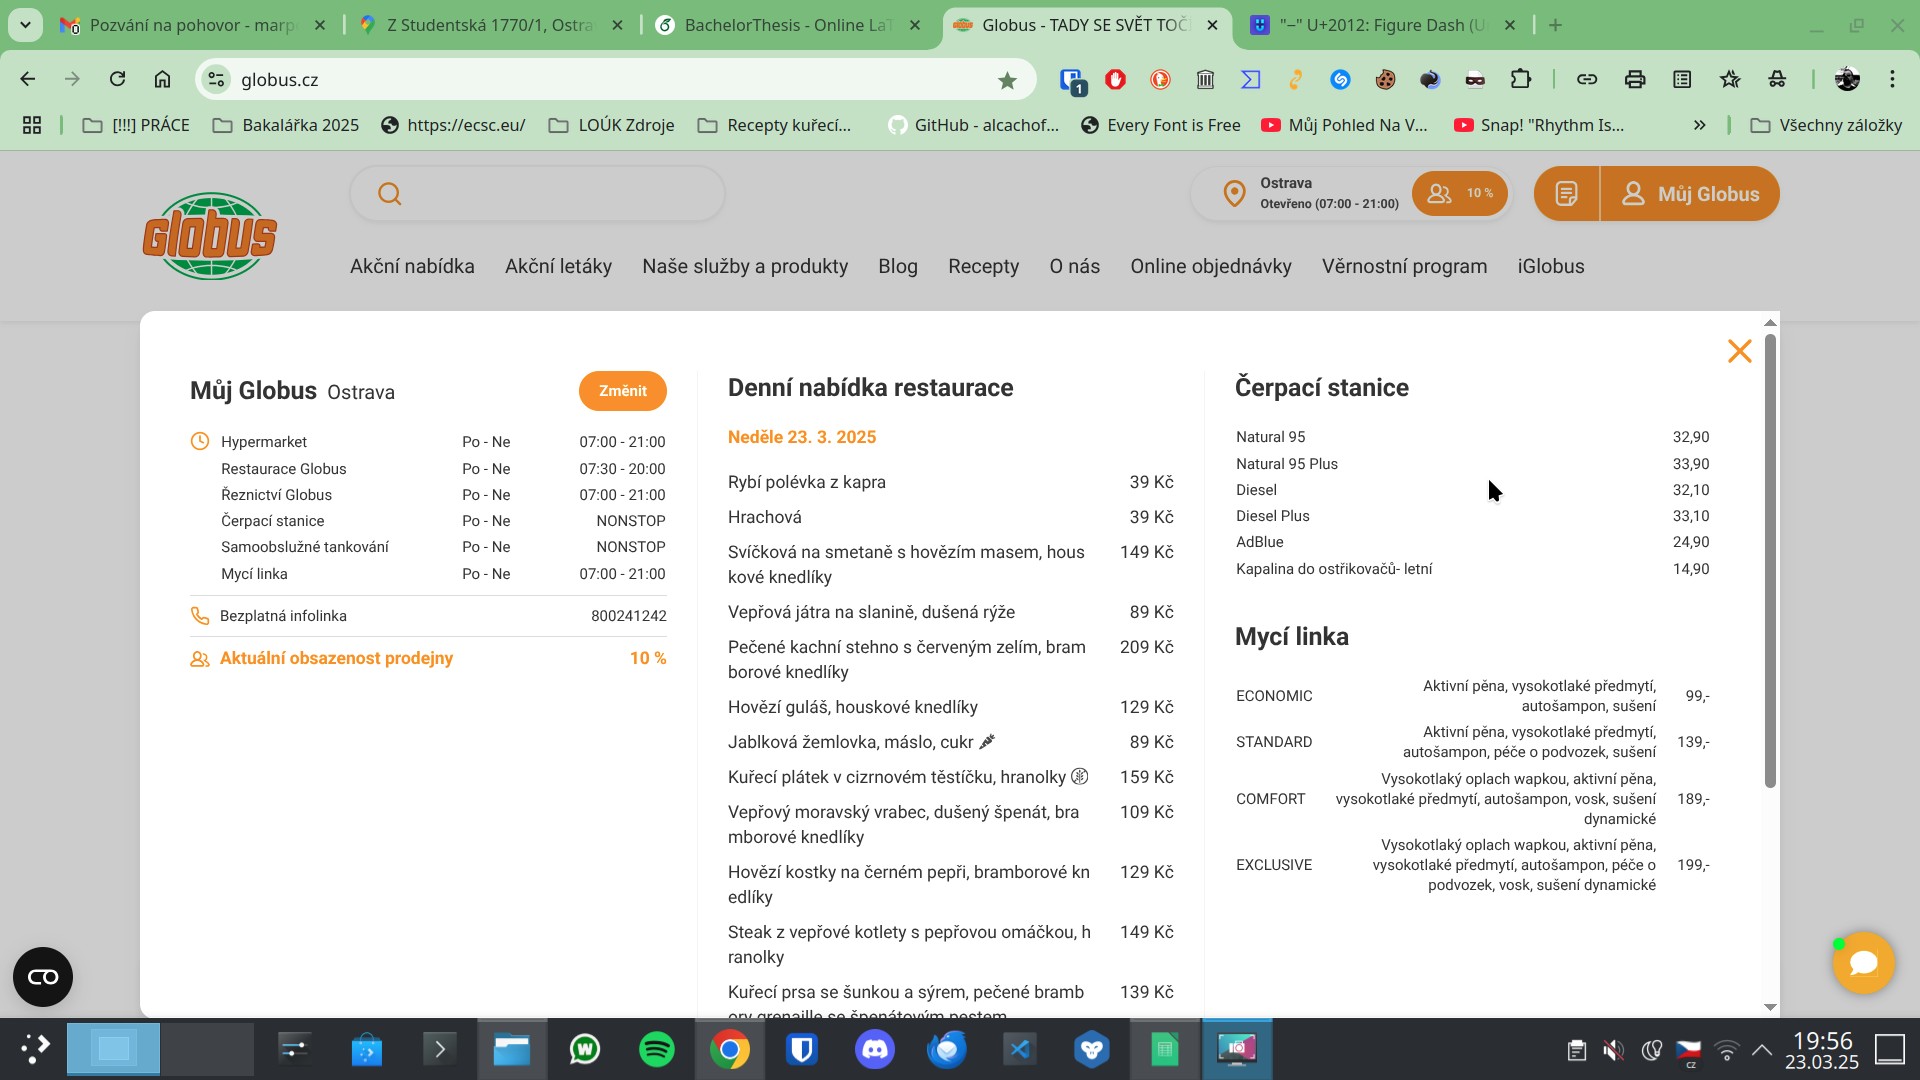 Pozvání na pohovor - marp
Z Studentská 1770/1, Ostra
BachelorThesis - Online LaT
Globus - TADY SE SVĚT TOČ
"‒" U+2012: Figure Dash (U
globus.cz
1
[!!!] PRÁCE
Bakalářka 2025
https://ecsc.eu/
LOÚK Zdroje
Recepty kuřecí...
GitHub - alcachof...
Every Font is Free
Můj Pohled Na V...
Snap! "Rhythm Is...
Všechny záložky
Globus
Ostrava
Otevřeno (07:00 - 21:00)
10 %
Můj Globus
Akční nabídka
Akční letáky
Naše služby a produkty
Blog
Recepty
O nás
Online objednávky
Věrnostní program
iGlobus
Můj Globus Ostrava
Změnit
Hypermarket Po - Ne 07:00 - 21:00
Restaurace Globus Po - Ne 07:30 - 20:00
Řeznictví Globus Po - Ne 07:00 - 21:00
Čerpací stanice Po - Ne NONSTOP
Samoobslužné tankování Po - Ne NONSTOP
Mycí linka Po - Ne 07:00 - 21:00
Bezplatná infolinka 800241242
Aktuální obsazenost prodejny 10 %
Denní nabídka restaurace
Neděle 23. 3. 2025
Rybí polévka z kapra 39 Kč
Hrachová 39 Kč
Svíčková na smetaně s hovězím masem, hous 149 Kč
kové knedlíky
Vepřová játra na slanině, dušená rýže 89 Kč
Pečené kachní stehno s červeným zelím, bram 209 Kč
borové knedlíky
Hovězí guláš, houskové knedlíky 129 Kč
Jablková žemlovka, máslo, cukr 89 Kč
Kuřecí plátek v cizrnovém těstíčku, hranolky 159 Kč
Vepřový moravský vrabec, dušený špenát, bra 109 Kč
mborové knedlíky
Hovězí kostky na černém pepři, bramborové kn 129 Kč
edlíky
Steak z vepřové kotlety s pepřovou omáčkou, h 149 Kč
ranolky
Kuřecí prsa se šunkou a sýrem, pečené bramb 139 Kč
ory grenaille se špenátovým pestem
Čerpací stanice
Natural 95 32,90
Natural 95 Plus 33,90
Diesel 32,10
Diesel Plus 33,10
AdBlue 24,90
Kapalina do ostřikovačů- letní 14,90
Mycí linka
ECONOMIC Aktivní pěna, vysokotlaké předmytí, autošampon, sušení 99,-
STANDARD Aktivní pěna, vysokotlaké předmytí, autošampon, péče o podvozek, sušení 139,-
COMFORT Vysokotlaký oplach wapkou, aktivní pěna, vysokotlaké předmytí, autošampon, vosk, sušení dynamické 189,-
EXCLUSIVE Vysokotlaký oplach wapkou, aktivní pěna, vysokotlaké předmytí, autošampon, péče o podvozek, vosk, sušení dynamické 199,-
cz
19:56
23.03.25